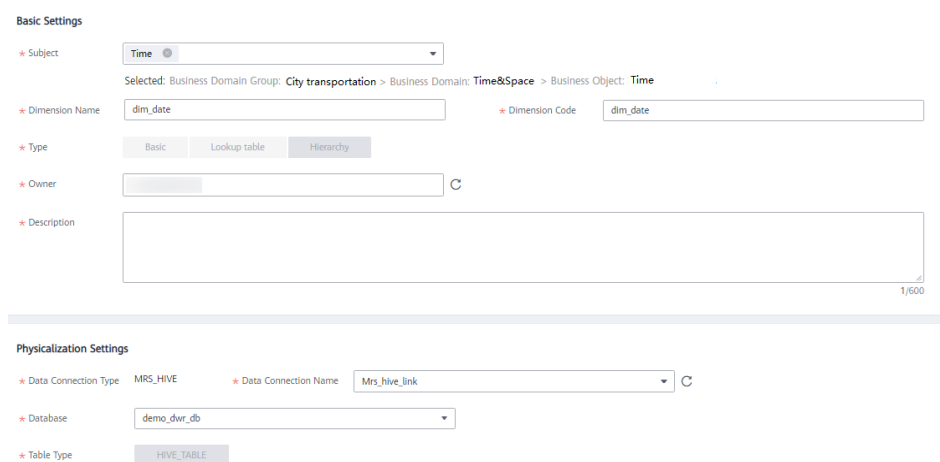 Basic Settings
* Subject Time
Selected: Business Domain Group: City transportation > Business Domain: Time&Space > Business Object: Time
* Dimension Name dim_date * Dimension Code dim_date
* Type Basic Lookup table Hierarchy
* Owner
* Description
1/600
Physicalization Settings
* Data Connection Type MRS_HIVE * Data Connection Name Mrs_hive_link
* Database demo_dwr_db
* Table Type HIVE_TABLE